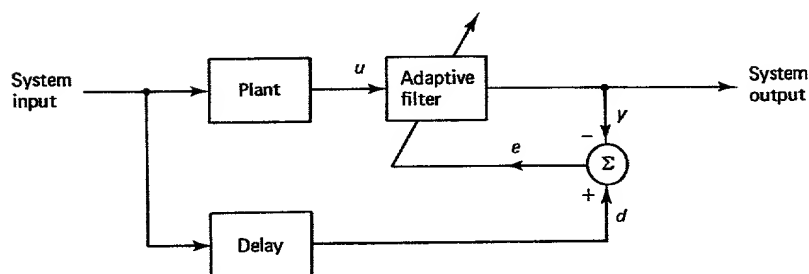 System
input
Plant
u
Adaptive
filter
System
output
y
−
e
Σ
+
d
Delay